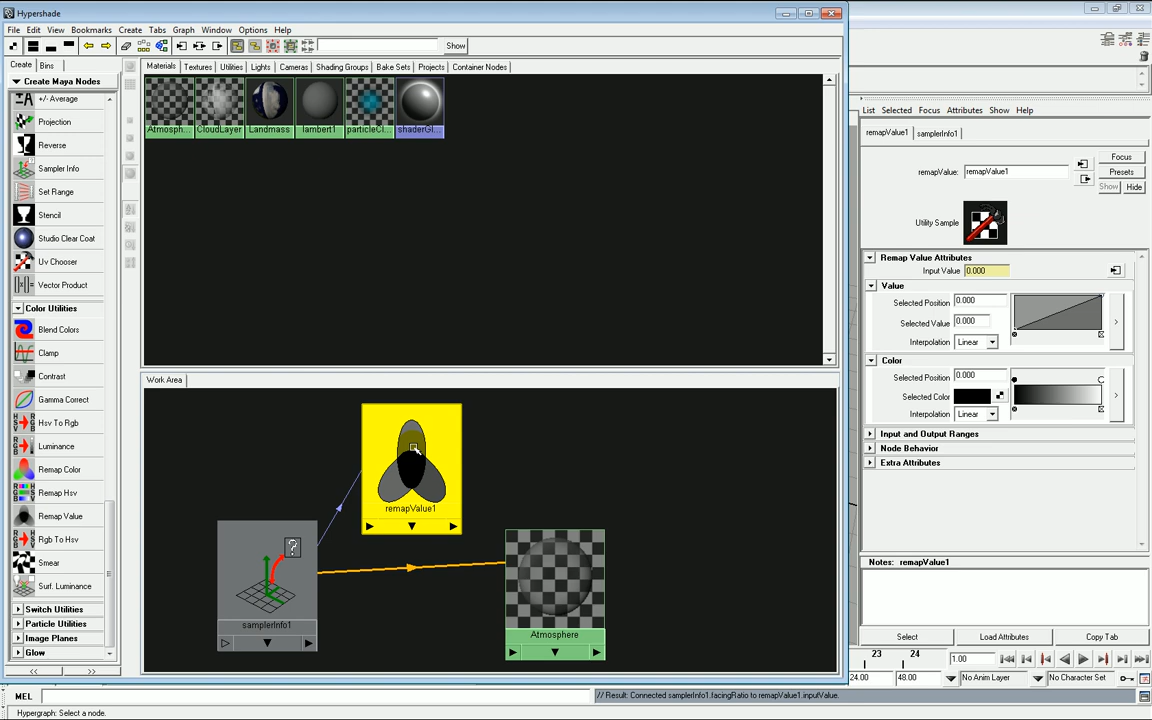 Hypershade
File Edit View Bookmarks Create Tabs Graph Window Options Help
Show
Create Bins
Create Maya Nodes
+/- Average
Projection
Reverse
Sampler Info
Set Range
Stencil
Studio Clear Coat
Uv Chooser
Vector Product
Color Utilities
Blend Colors
Clamp
Contrast
Gamma Correct
Hsv To Rgb
Luminance
Remap Color
Remap Hsv
Remap Value
Rgb To Hsv
Smear
Surf. Luminance
Switch Utilities
Particle Utilities
Image Planes
Glow
<< >>
Materials Textures Utilities Lights Cameras Shading Groups Bake Sets Projects Container Nodes
Atmosph... CloudLayer Landmass lambert1 particleCl... shaderGl...
Work Area
remapValue1
samplerInfo1
Atmosphere
List Selected Focus Attributes Show Help
remapValue1 samplerInfo1
remapValue: remapValue1
Focus
Presets
Show Hide
Utility Sample
Remap Value Attributes
Input Value 0.000
Value
Selected Position 0.000
Selected Value 0.000
Interpolation Linear
Color
Selected Position 0.000
Selected Color
Interpolation Linear
Input and Output Ranges
Node Behavior
Extra Attributes
Notes: remapValue1
Select Load Attributes Copy Tab
23 24 1.00
24.00 48.00 No Anim Layer No Character Set
MEL // Result: Connected samplerInfo1.facingRatio to remapValue1.inputValue.
Hypergraph: Select a node.